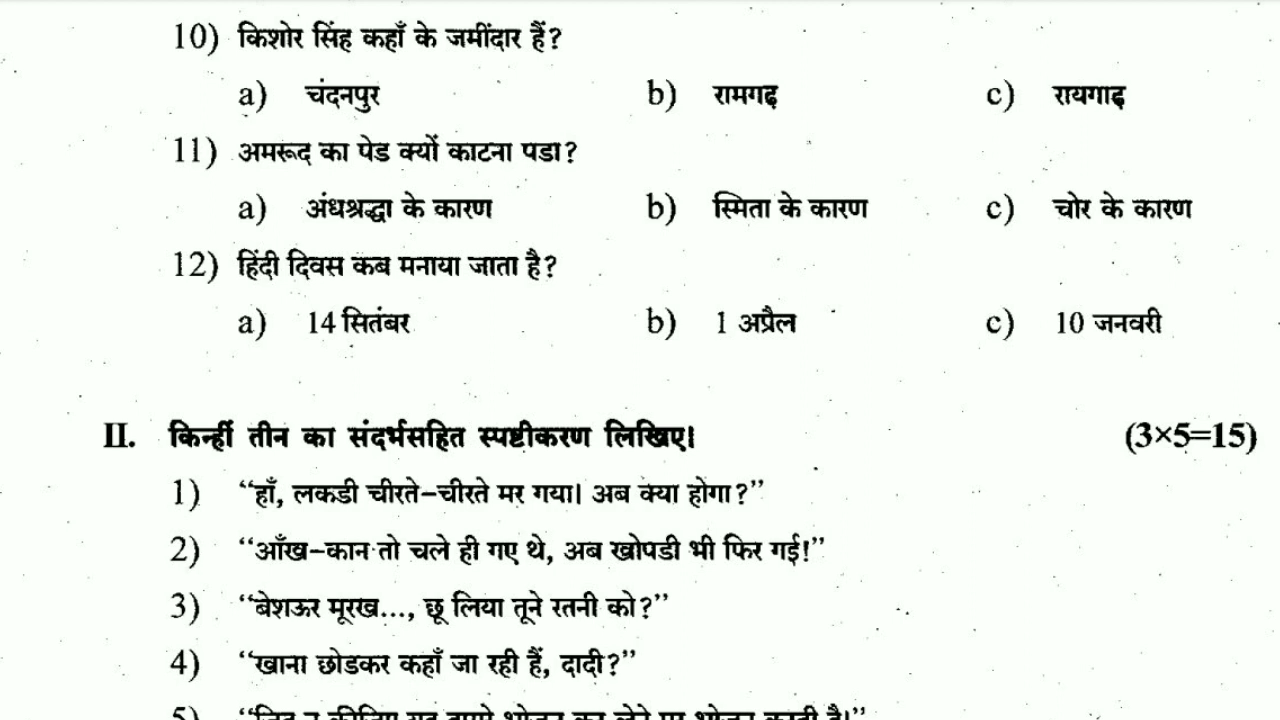 10) किशोर सिंह कहाँ के जमींदार हैं?
a) चंदनपुर b) रामगढ़ c) रायगाढ़
11) अमरूद का पेड क्यों काटना पडा?
a) अंधश्रद्धा के कारण b) स्मिता के कारण c) चोर के कारण
12) हिंदी दिवस कब मनाया जाता है?
a) 14 सितंबर b) 1 अप्रैल c) 10 जनवरी
II. किन्हीं तीन का संदर्भसहित स्पष्टीकरण लिखिए। (3×5=15)
1) “हाँ, लकडी चीरते-चीरते मर गया। अब क्या होगा?”
2) “आँख-कान तो चले ही गए थे, अब खोपडी भी फिर गई!”
3) “बेशऊर मूरख..., छू लिया तूने रतनी को?”
4) “खाना छोडकर कहाँ जा रही हैं, दादी?”
5)